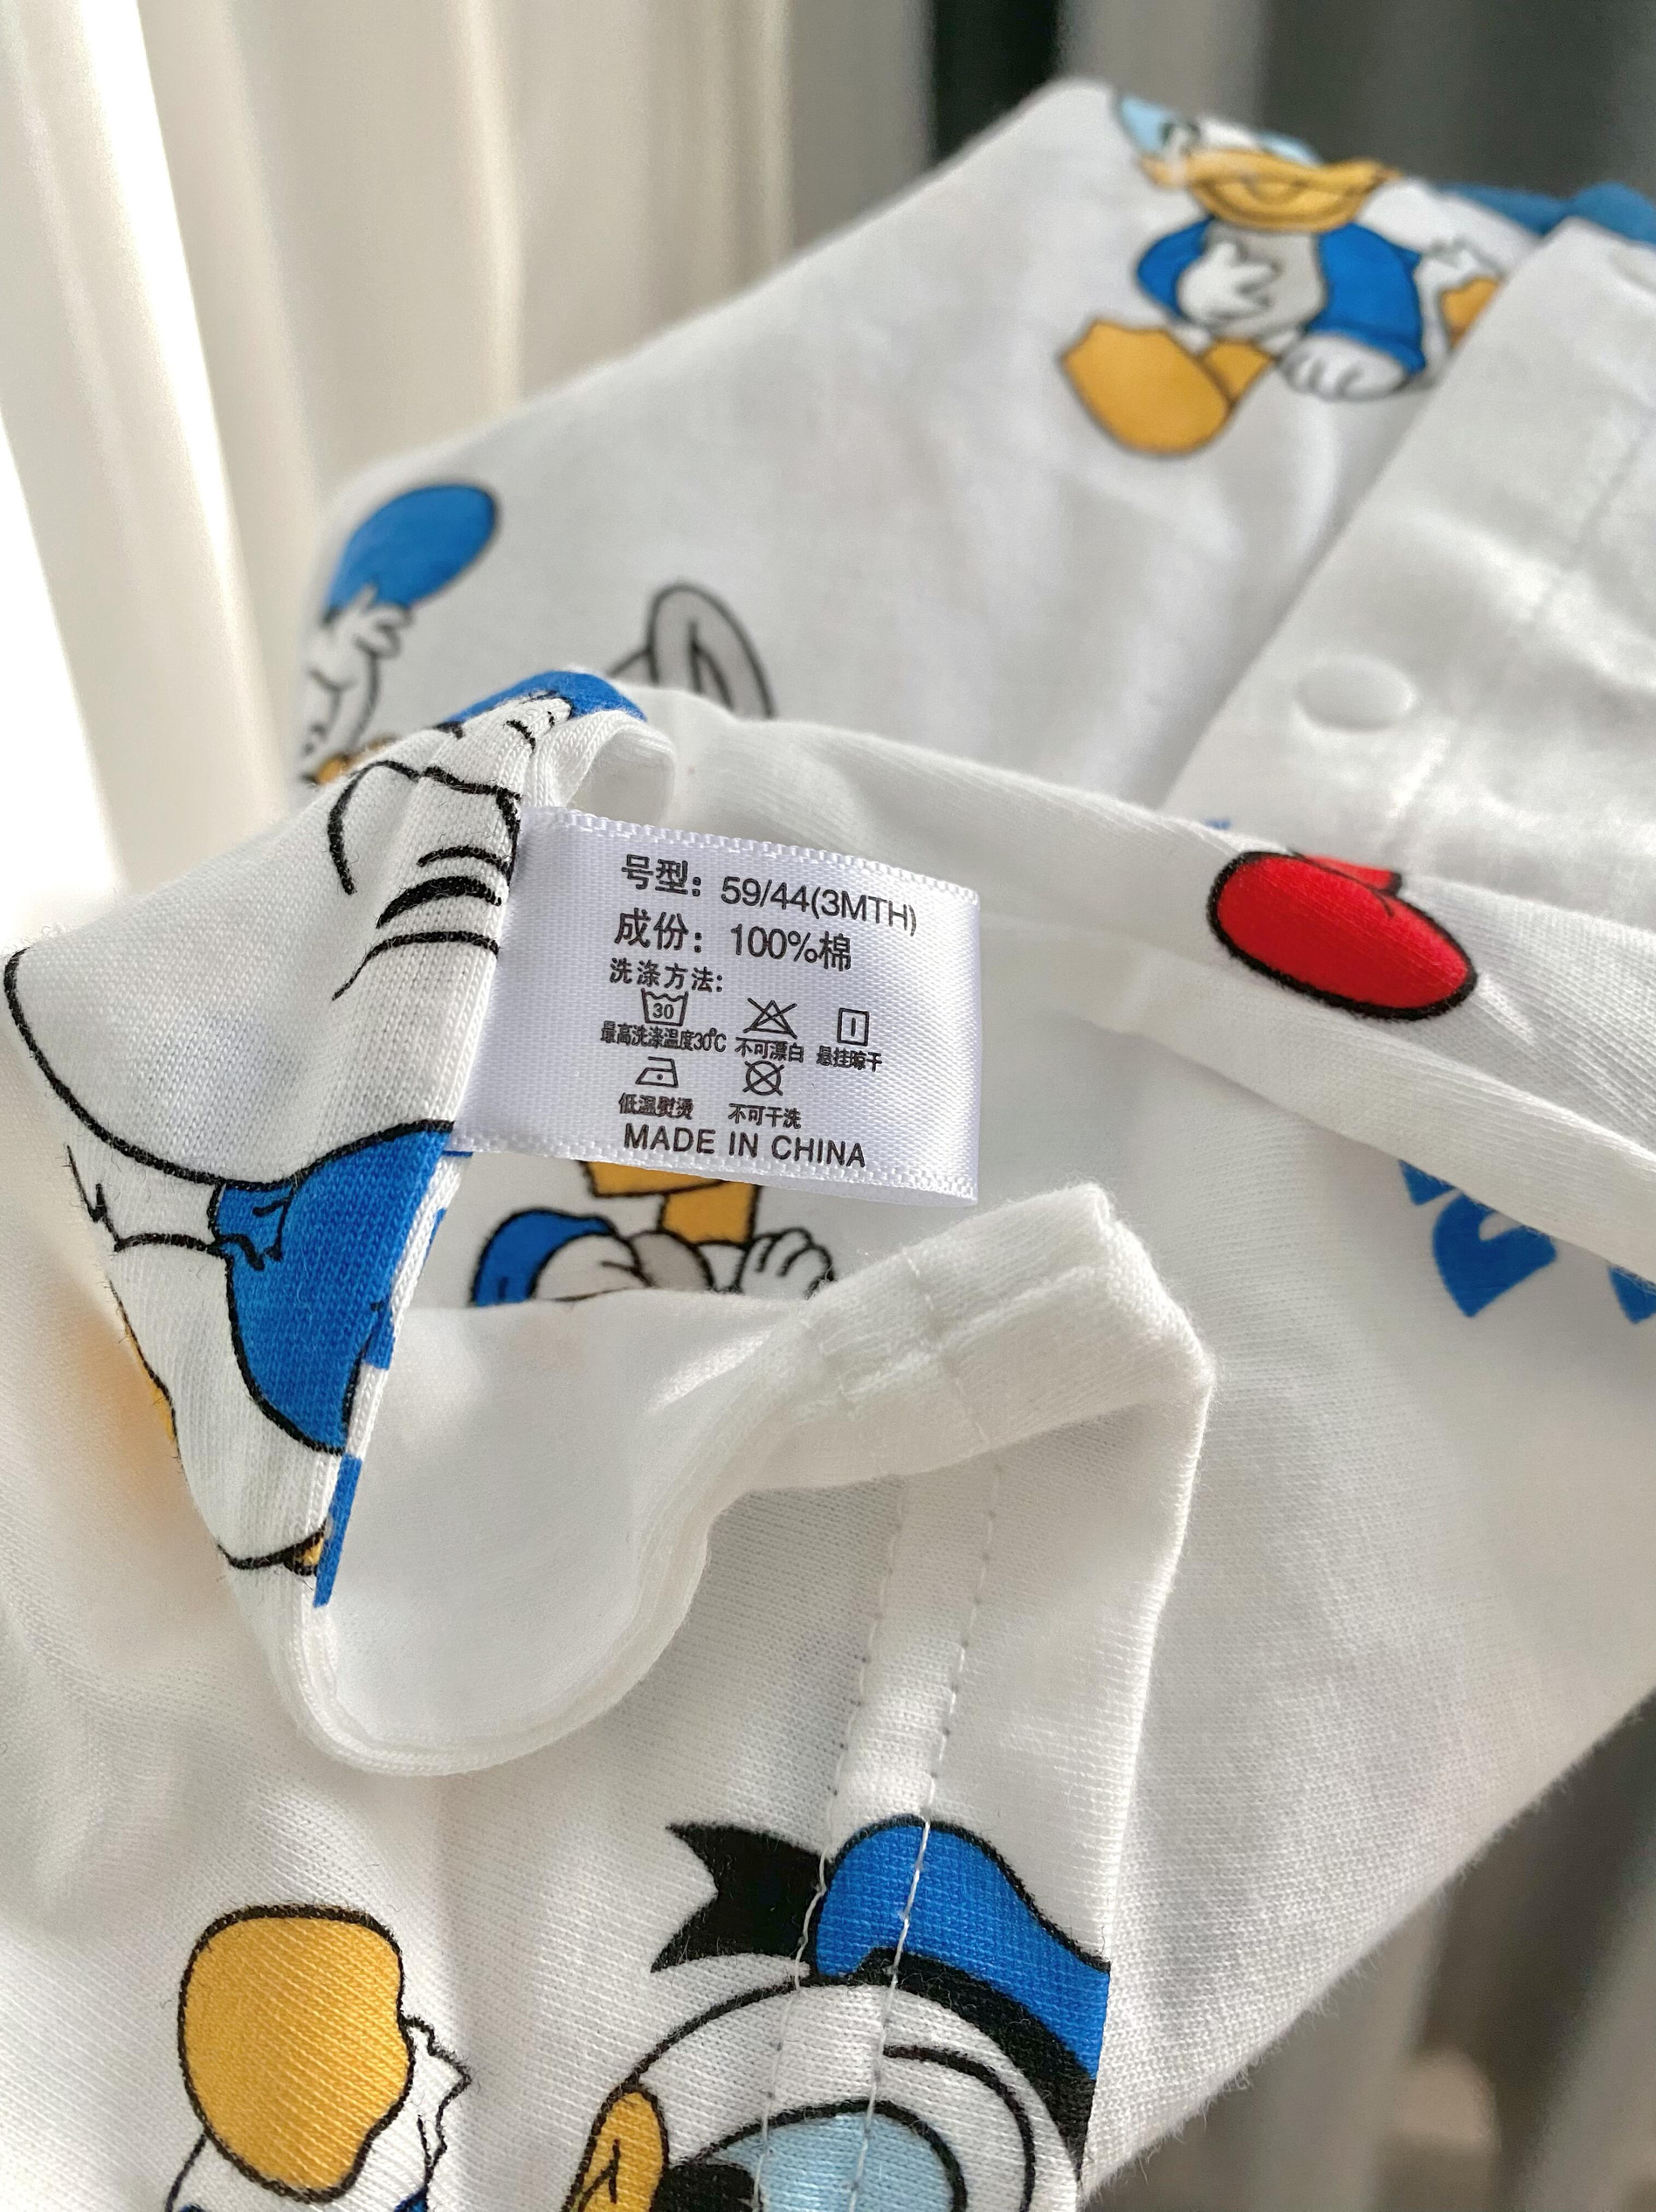 号型：59/44(3MTH)
成份：100%棉
洗涤方法：
30
最高洗涤温度30℃ 不可漂白 悬挂晾干
低温熨烫 不可干洗
MADE IN CHINA